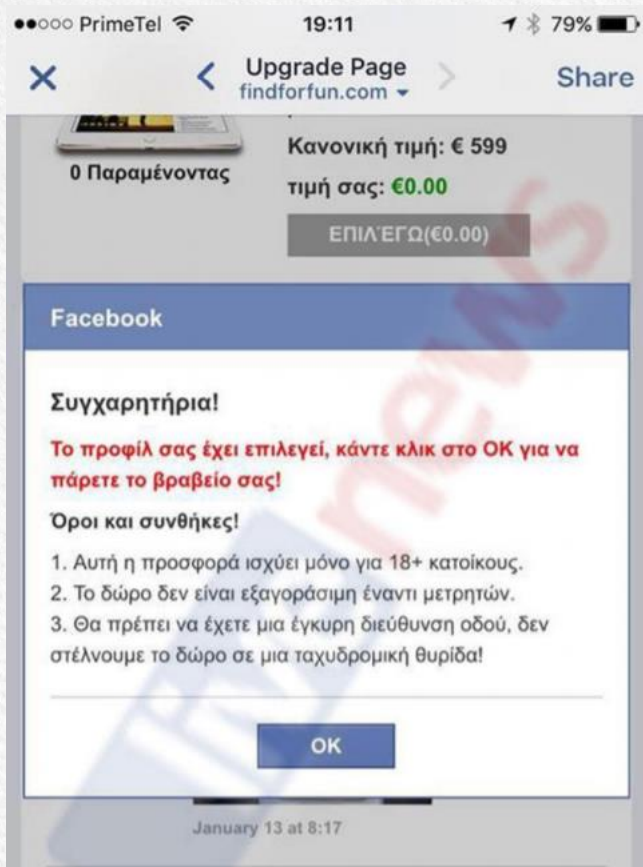 PrimeTel 19:11 79%
Upgrade Page
findforfun.com
Share
Κανονική τιμή: € 599
0 Παραμένοντας
τιμή σας: €0.00
ΕΠΙΛΈΓΩ(€0.00)
Facebook
Συγχαρητήρια!
Το προφίλ σας έχει επιλεγεί, κάντε κλικ στο OK για να
πάρετε το βραβείο σας!
Όροι και συνθήκες!
1. Αυτή η προσφορά ισχύει μόνο για 18+ κατοίκους.
2. Το δώρο δεν είναι εξαγοράσιμη έναντι μετρητών.
3. Θα πρέπει να έχετε μια έγκυρη διεύθυνση οδού, δεν
στέλνουμε το δώρο σε μια ταχυδρομική θυρίδα!
OK
January 13 at 8:17
live news